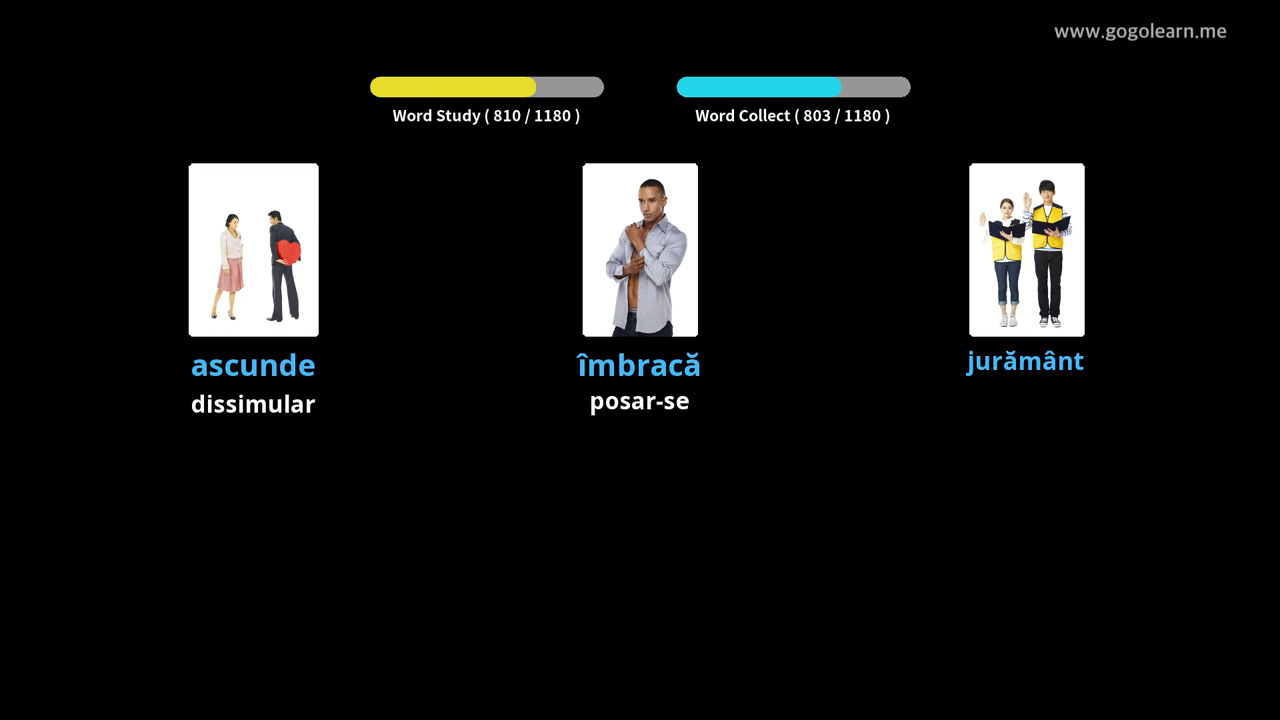 www.gogolearn.me
Word Study ( 810 / 1180 )
Word Collect ( 803 / 1180 )
ascunde
dissimular
îmbracă
posar-se
jurământ